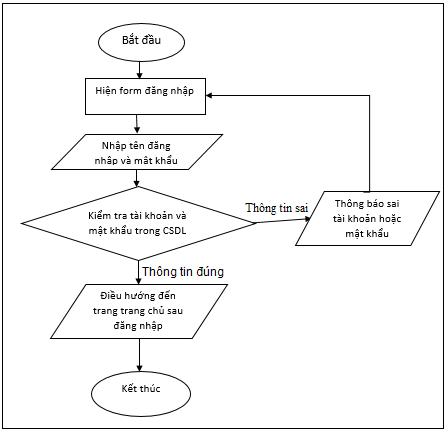 Bắt đầu
Hiện form đăng nhập
Nhập tên đăng
nhập và mật khẩu
Kiểm tra tài khoản và
mật khẩu trong CSDL
Thông tin sai
Thông báo sai
tài khoản hoặc
mật khẩu
Thông tin đúng
Điều hướng đến
trang trang chủ sau
đăng nhập
Kết thúc